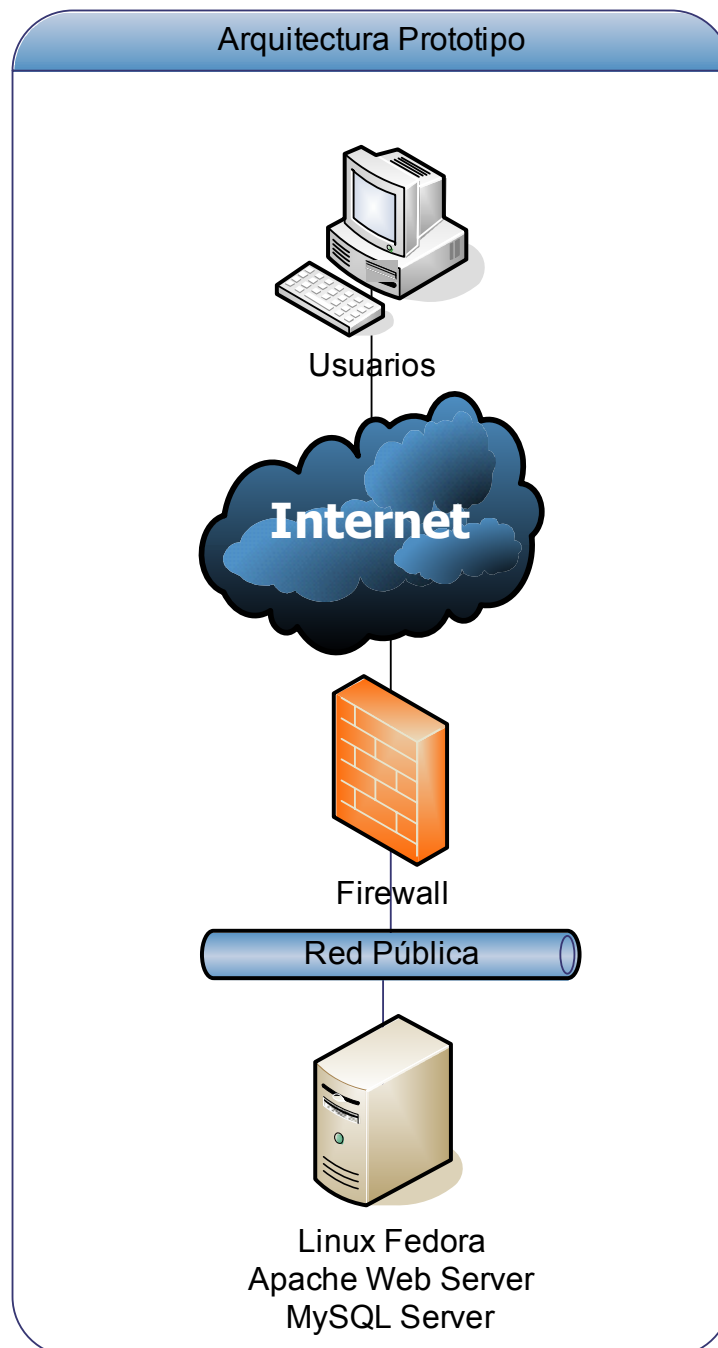 Arquitectura Prototipo
Usuarios
Internet
Firewall
Red Pública
Linux Fedora
Apache Web Server
MySQL Server